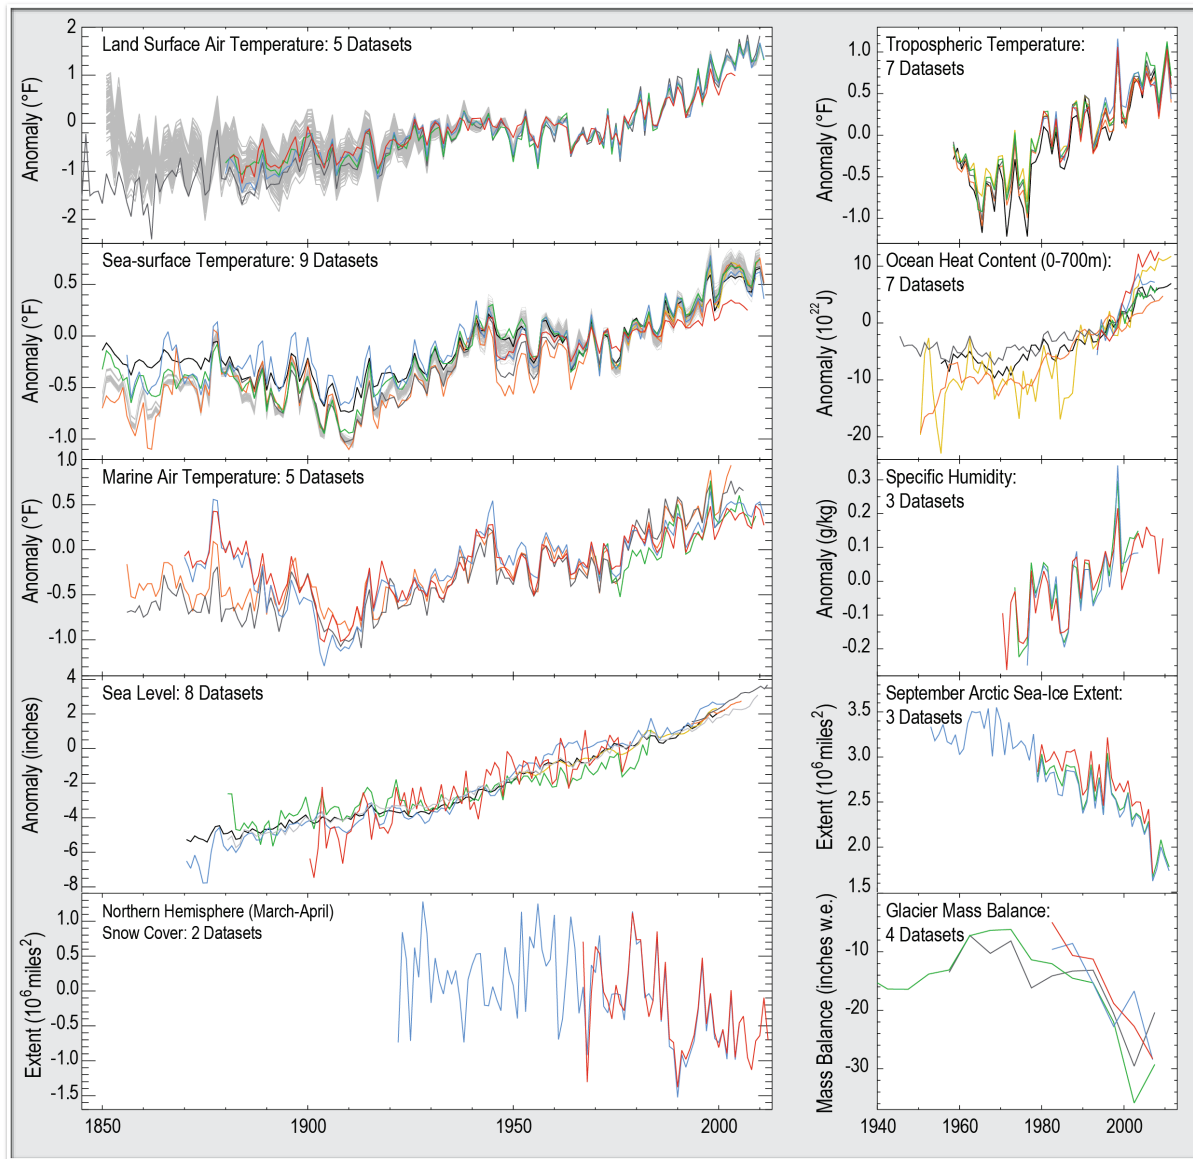 Land Surface Air Temperature: 5 Datasets
Anomaly (°F)
2
1
0
-1
-2
Sea-surface Temperature: 9 Datasets
Anomaly (°F)
0.5
0.0
-0.5
-1.0
Marine Air Temperature: 5 Datasets
Anomaly (°F)
1.0
0.5
0.0
-0.5
-1.0
Sea Level: 8 Datasets
Anomaly (inches)
4
2
0
-2
-4
-6
-8
Northern Hemisphere (March-April)
Snow Cover: 2 Datasets
Extent (10⁶miles²)
1.0
0.5
0.0
-0.5
-1.0
-1.5
1850
1900
1950
2000
Tropospheric Temperature:
7 Datasets
Anomaly (°F)
1.0
0.5
0.0
-0.5
-1.0
Ocean Heat Content (0-700m):
7 Datasets
Anomaly (10²²J)
10
0
-10
-20
Specific Humidity:
3 Datasets
Anomaly (g/kg)
0.3
0.2
0.1
0.0
-0.1
-0.2
September Arctic Sea-Ice Extent:
3 Datasets
Extent (10⁶miles²)
3.5
3.0
2.5
2.0
1.5
Glacier Mass Balance:
4 Datasets
Mass Balance (inches w.e.)
-10
-20
-30
1940
1960
1980
2000